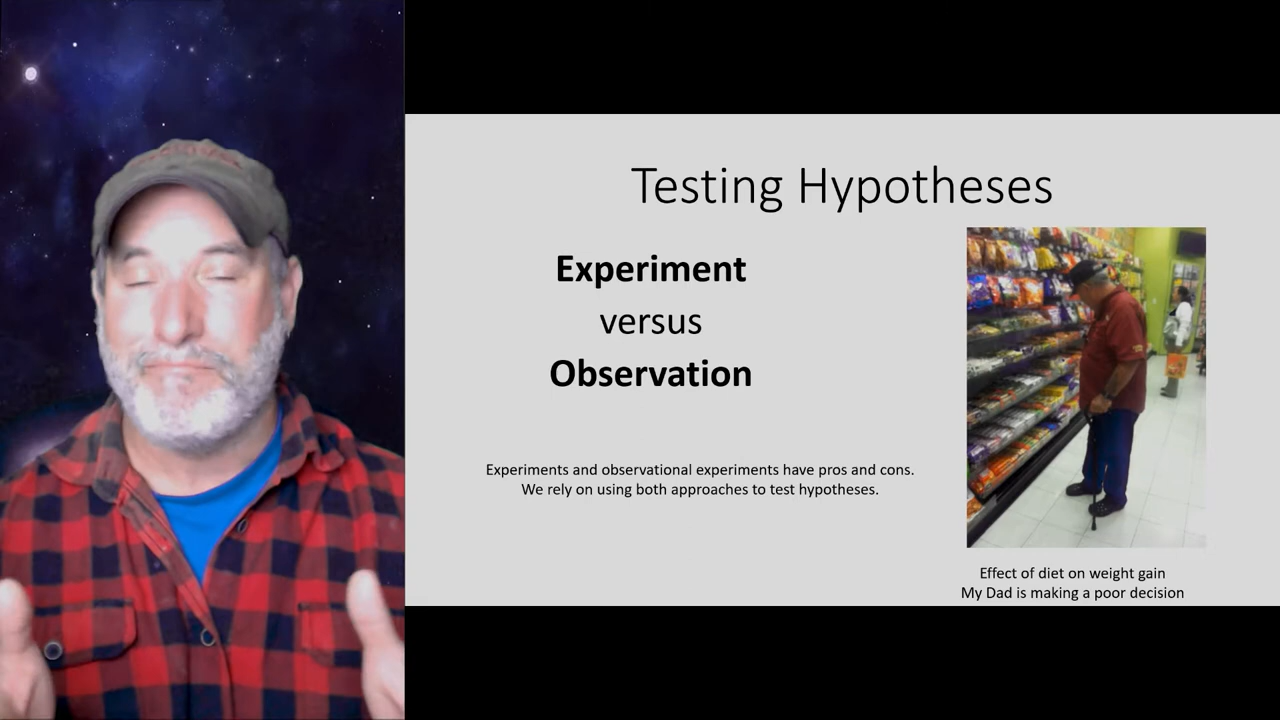 Testing Hypotheses
Experiment
versus
Observation
Experiments and observational experiments have pros and cons.
We rely on using both approaches to test hypotheses.
Effect of diet on weight gain
My Dad is making a poor decision